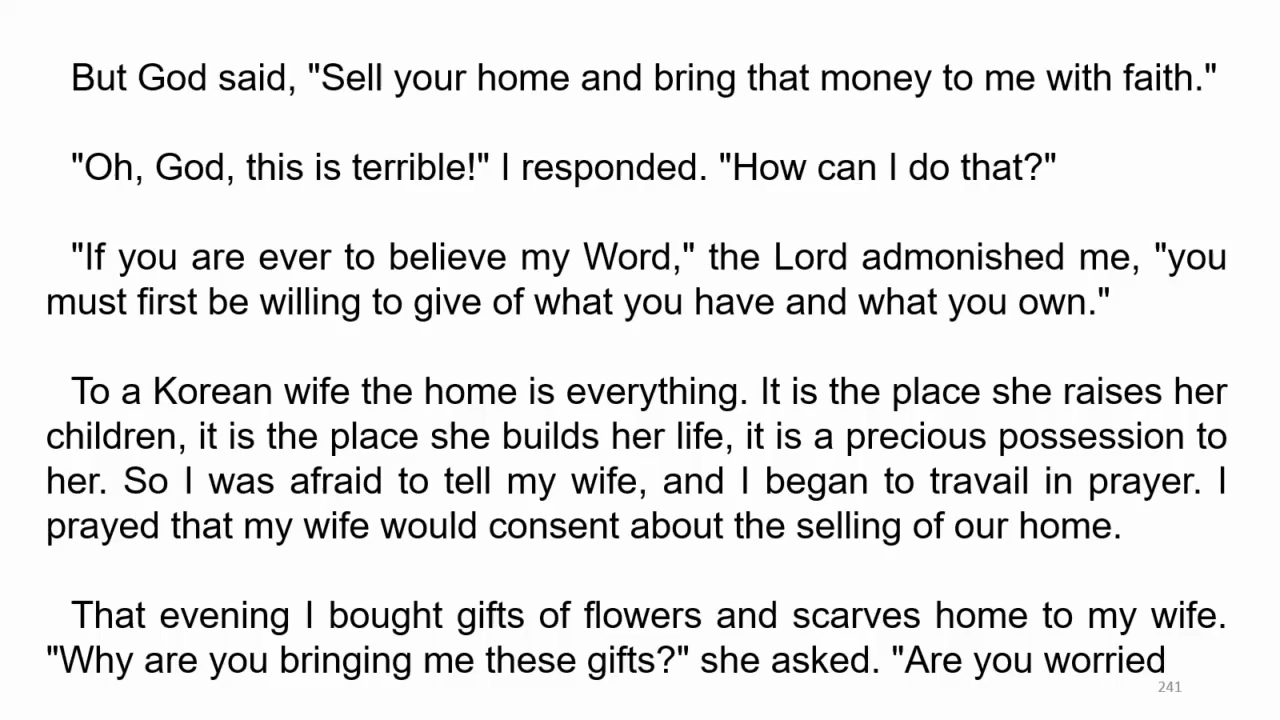 But God said, "Sell your home and bring that money to me with faith."
"Oh, God, this is terrible!" I responded. "How can I do that?"
"If you are ever to believe my Word," the Lord admonished me, "you
must first be willing to give of what you have and what you own."
To a Korean wife the home is everything. It is the place she raises her
children, it is the place she builds her life, it is a precious possession to
her. So I was afraid to tell my wife, and I began to travail in prayer. I
prayed that my wife would consent about the selling of our home.
That evening I bought gifts of flowers and scarves home to my wife.
"Why are you bringing me these gifts?" she asked. "Are you worried
241